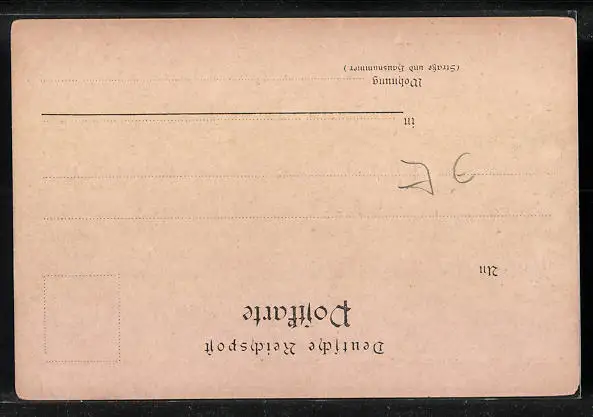 Deutsche Reichspost
Postkarte
An
in
Wohnung
(Straße und Hausnummer)